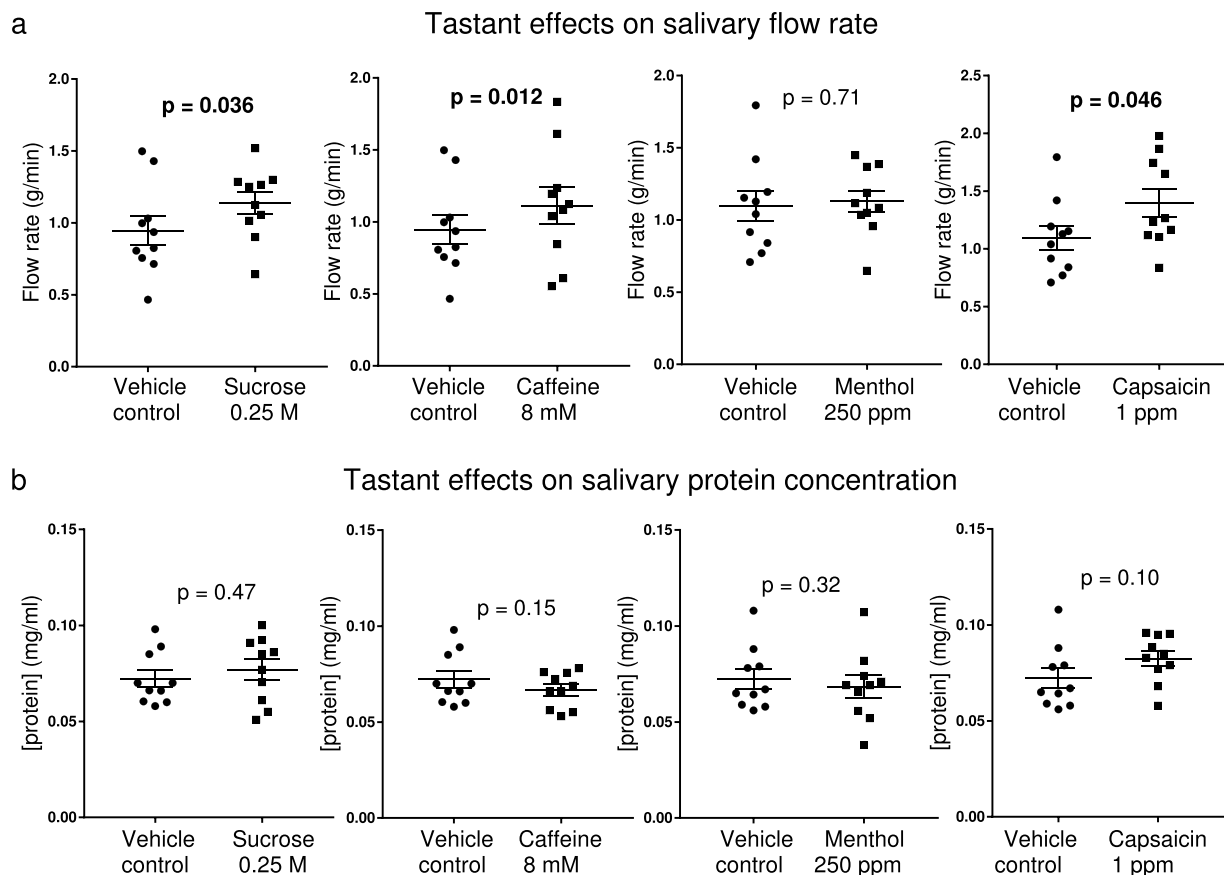 a
Tastant effects on salivary flow rate
2.0
1.5
1.0
0.5
0.0
Flow rate (g/min)
p = 0.036
Vehicle
control
Sucrose
0.25 M
2.0
1.5
1.0
0.5
0.0
Flow rate (g/min)
p = 0.012
Vehicle
control
Caffeine
8 mM
2.0
1.5
1.0
0.5
0.0
Flow rate (g/min)
p = 0.71
Vehicle
control
Menthol
250 ppm
2.5
2.0
1.5
1.0
0.5
0.0
Flow rate (g/min)
p = 0.046
Vehicle
control
Capsaicin
1 ppm
b
Tastant effects on salivary protein concentration
0.15
0.10
0.05
0.00
[protein] (mg/ml)
p = 0.47
Vehicle
control
Sucrose
0.25 M
0.15
0.10
0.05
0.00
[protein] (mg/ml)
p = 0.15
Vehicle
control
Caffeine
8 mM
0.15
0.10
0.05
0.00
[protein] (mg/ml)
p = 0.32
Vehicle
control
Menthol
250 ppm
0.15
0.10
0.05
0.00
[protein] (mg/ml)
p = 0.10
Vehicle
control
Capsaicin
1 ppm